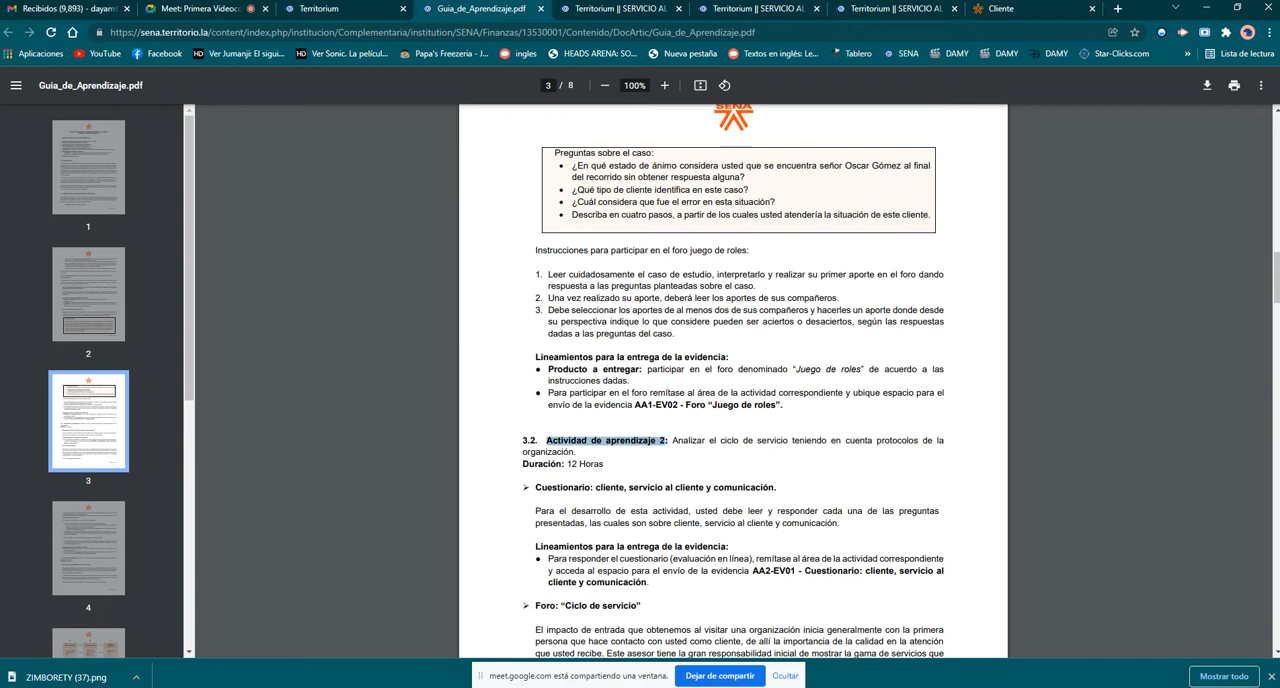 Recibidos (9,893) - dayam
Meet: Primera Videoco
Territorium
Guia_de_Aprendizaje.pdf
Territorium || SERVICIO AL
Territorium || SERVICIO AL
Territorium || SERVICIO AL
Cliente
https://sena.territorio.la/content/index.php/institucion/Complementaria/institution/SENA/Finanzas/13530001/Contenido/DocArtic/Guia_de_Aprendizaje.pdf
Aplicaciones
YouTube
Facebook
Ver Jumanji El sigui...
Ver Sonic. La pelícu...
Papa's Freezeria - J...
ingles
HEADS ARENA: SO...
Nueva pestaña
Textos en inglés: Le...
Tablero
SENA
DAMY
DAMY
DAMY
Star-Clicks.com
»
Lista de lectura
Guia_de_Aprendizaje.pdf
3 / 8
100%
1
2
3
4
SENA
Preguntas sobre el caso:
• ¿En qué estado de ánimo considera usted que se encuentra señor Oscar Gómez al final
del recorrido sin obtener respuesta alguna?
• ¿Qué tipo de cliente identifica en este caso?
• ¿Cuál considera que fue el error en esta situación?
• Describa en cuatro pasos, a partir de los cuales usted atendería la situación de este cliente.
Instrucciones para participar en el foro juego de roles:
1. Leer cuidadosamente el caso de estudio, interpretarlo y realizar su primer aporte en el foro dando
respuesta a las preguntas planteadas sobre el caso.
2. Una vez realizado su aporte, deberá leer los aportes de sus compañeros.
3. Debe seleccionar los aportes de al menos dos de sus compañeros y hacerles un aporte donde desde
su perspectiva indique lo que considere pueden ser aciertos o desaciertos, según las respuestas
dadas a las preguntas del caso.
Lineamientos para la entrega de la evidencia:
● Producto a entregar: participar en el foro denominado “Juego de roles” de acuerdo a las
instrucciones dadas.
● Para participar en el foro remítase al área de la actividad correspondiente y ubique espacio para el
envío de la evidencia AA1-EV02 - Foro “Juego de roles”.
3.2. Actividad de aprendizaje 2: Analizar el ciclo de servicio teniendo en cuenta protocolos de la
organización.
Duración: 12 Horas
➢ Cuestionario: cliente, servicio al cliente y comunicación.
Para el desarrollo de esta actividad, usted debe leer y responder cada una de las preguntas
presentadas, las cuales son sobre cliente, servicio al cliente y comunicación.
Lineamientos para la entrega de la evidencia:
● Para responder el cuestionario (evaluación en línea), remítase al área de la actividad correspondiente
y acceda al espacio para el envío de la evidencia AA2-EV01 - Cuestionario: cliente, servicio al
cliente y comunicación.
➢ Foro: “Ciclo de servicio”
El impacto de entrada que obtenemos al visitar una organización inicia generalmente con la primera
persona que hace contacto con usted como cliente, de allí la importancia de la calidad en la atención
que usted recibe. Este asesor tiene la gran responsabilidad inicial de mostrar la gama de servicios que
ZIMBORETY (37).png
meet.google.com está compartiendo una ventana.
Dejar de compartir
Ocultar
Mostrar todo